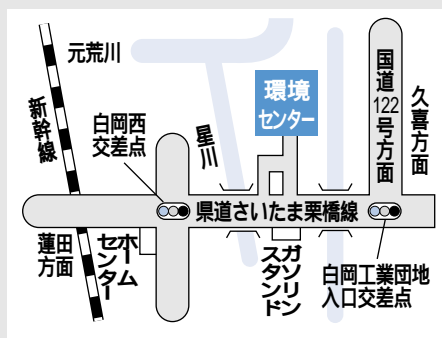 元荒川
新幹線
白岡西
交差点
星川
環境
センター
国道122号方面
久喜方面
県道さいたま栗橋線
蓮田
方面
ホーム
センター
ガソリン
スタンド
白岡工業団地
入口交差点